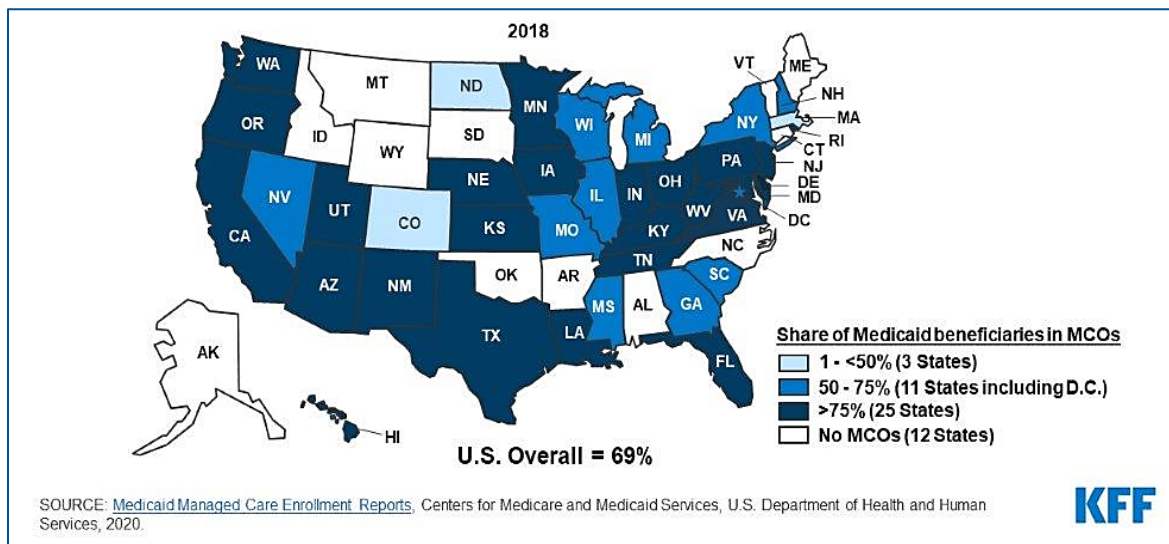 2018
WA
MT
ND
MN
VT
ME
NH
MA
RI
CT
NJ
DE
MD
DC
OR
ID
WY
SD
WI
MI
NY
NV
UT
CO
NE
IA
IL
IN
OH
PA
WV
VA
CA
AZ
NM
KS
MO
KY
TN
NC
OK
AR
SC
MS
AL
GA
TX
LA
FL
AK
HI
Share of Medicaid beneficiaries in MCOs
1 - <50% (3 States)
50 - 75% (11 States including D.C.)
>75% (25 States)
No MCOs (12 States)
U.S. Overall = 69%
SOURCE: Medicaid Managed Care Enrollment Reports, Centers for Medicare and Medicaid Services, U.S. Department of Health and Human
Services, 2020.
KFF